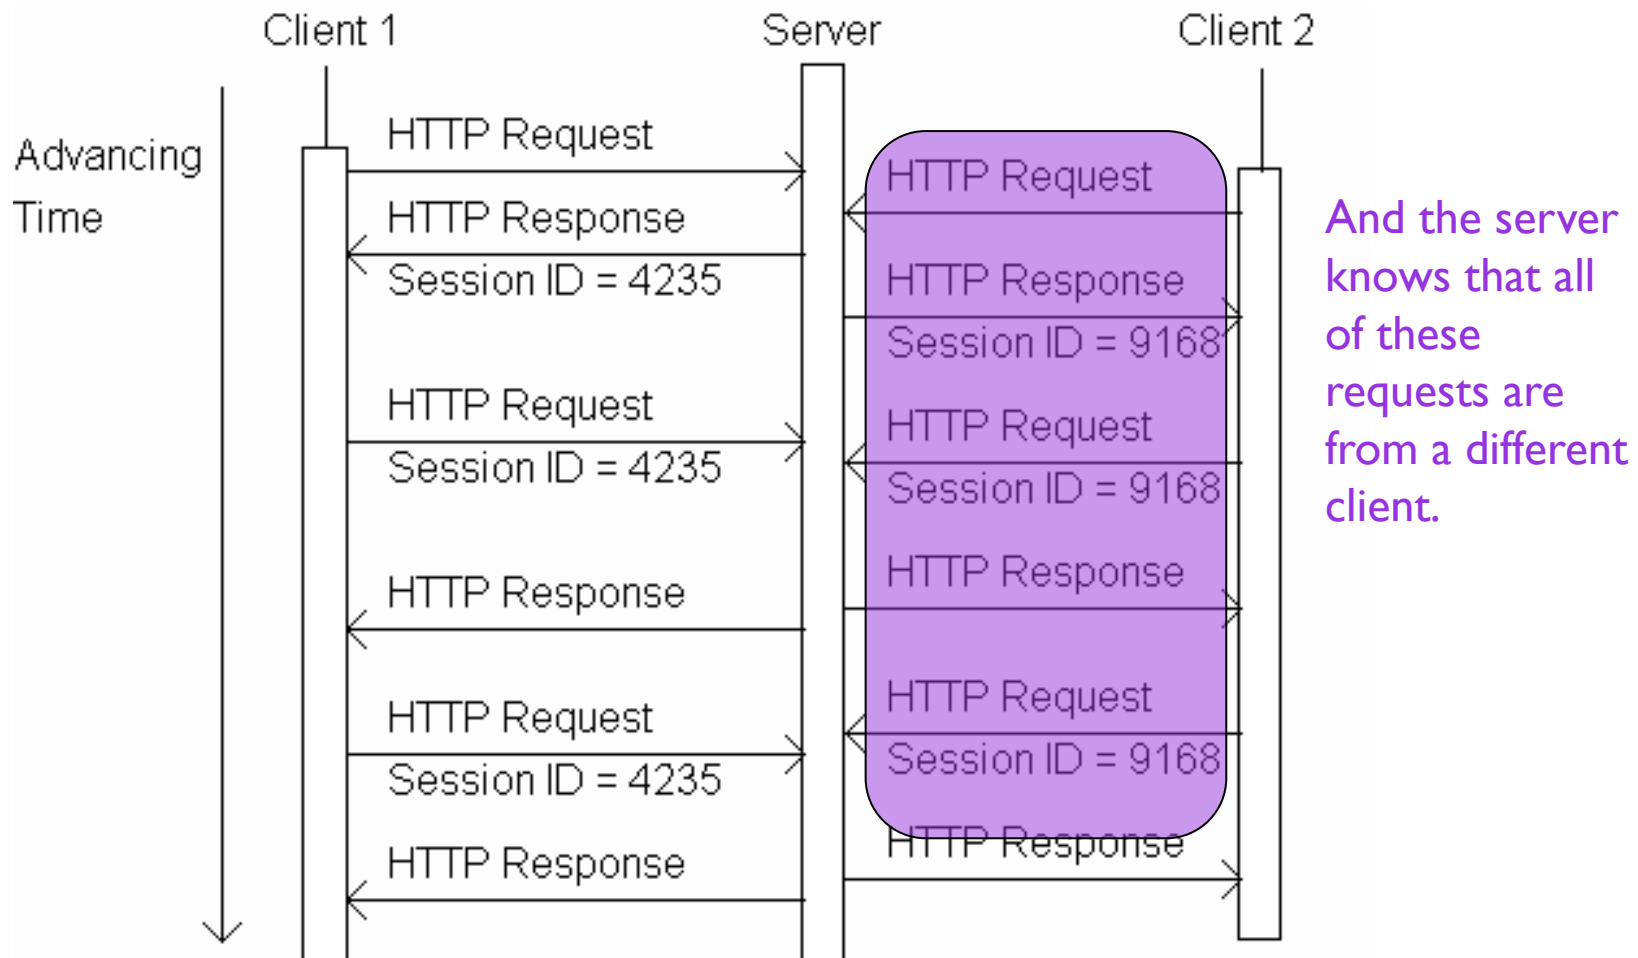 Client 1
Server
Client 2
Advancing
Time
HTTP Request
HTTP Response
Session ID = 4235
HTTP Request
Session ID = 4235
HTTP Response
HTTP Request
Session ID = 4235
HTTP Response
HTTP Request
HTTP Response
Session ID = 9168
HTTP Request
Session ID = 9168
HTTP Response
HTTP Request
Session ID = 9168
HTTP Response
And the server
knows that all
of these
requests are
from a different
client.